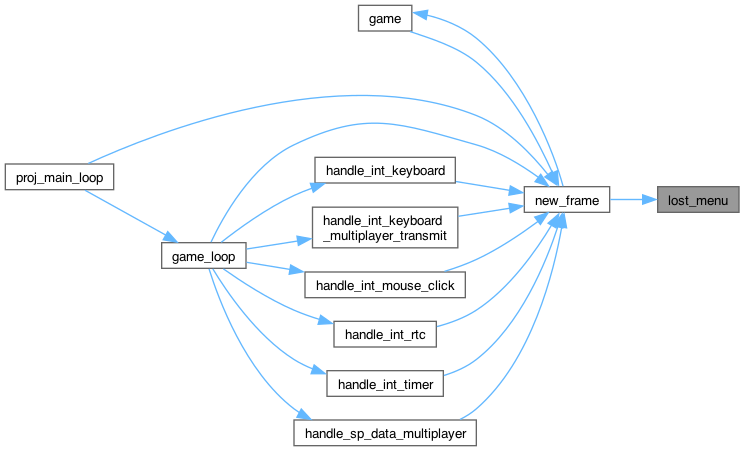 game
proj_main_loop
handle_int_keyboard
new_frame
lost_menu
handle_int_keyboard
_multiplayer_transmit
game_loop
handle_int_mouse_click
handle_int_rtc
handle_int_timer
handle_sp_data_multiplayer